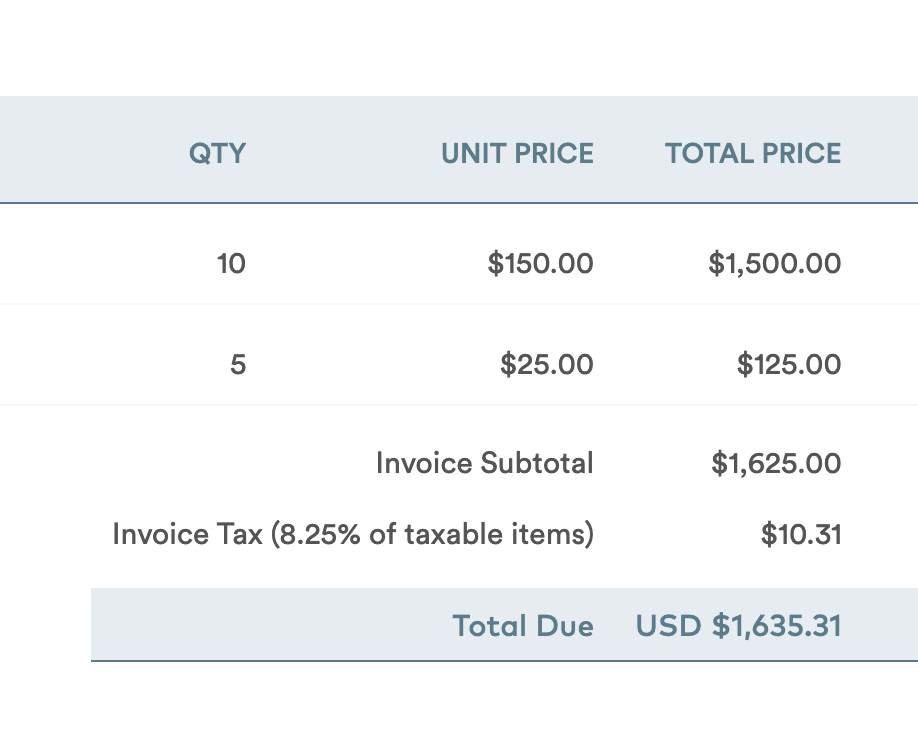 QTY UNIT PRICE TOTAL PRICE
10 $150.00 $1,500.00
5 $25.00 $125.00
Invoice Subtotal $1,625.00
Invoice Tax (8.25% of taxable items) $10.31
Total Due USD $1,635.31